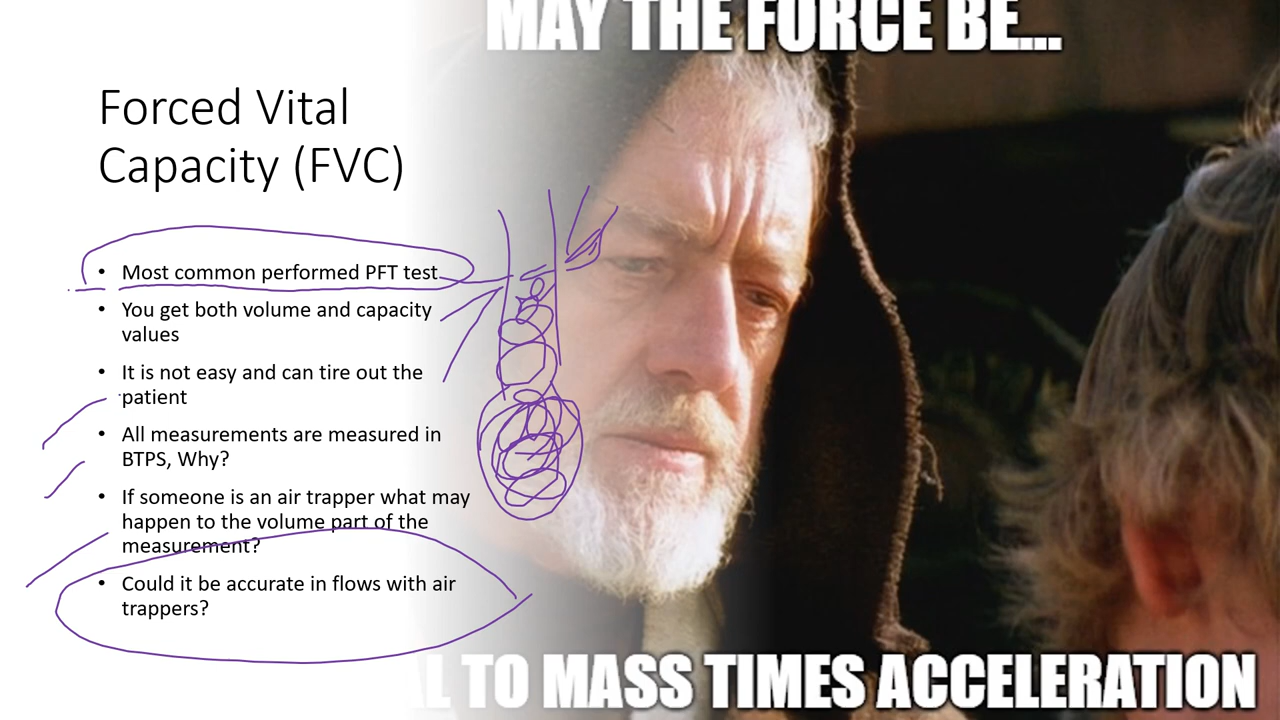 MAY THE FORCE BE...
Forced Vital
Capacity (FVC)
• Most common performed PFT test
• You get both volume and capacity
values
• It is not easy and can tire out the
patient
• All measurements are measured in
BTPS, Why?
• If someone is an air trapper what may
happen to the volume part of the
measurement?
• Could it be accurate in flows with air
trappers?
L TO MASS TIMES ACCELERATION